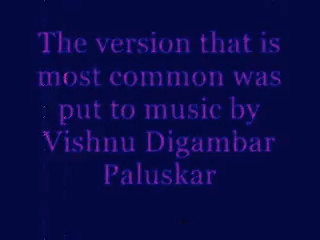 The version that is
most common was
put to music by
Vishnu Digambar
Paluskar